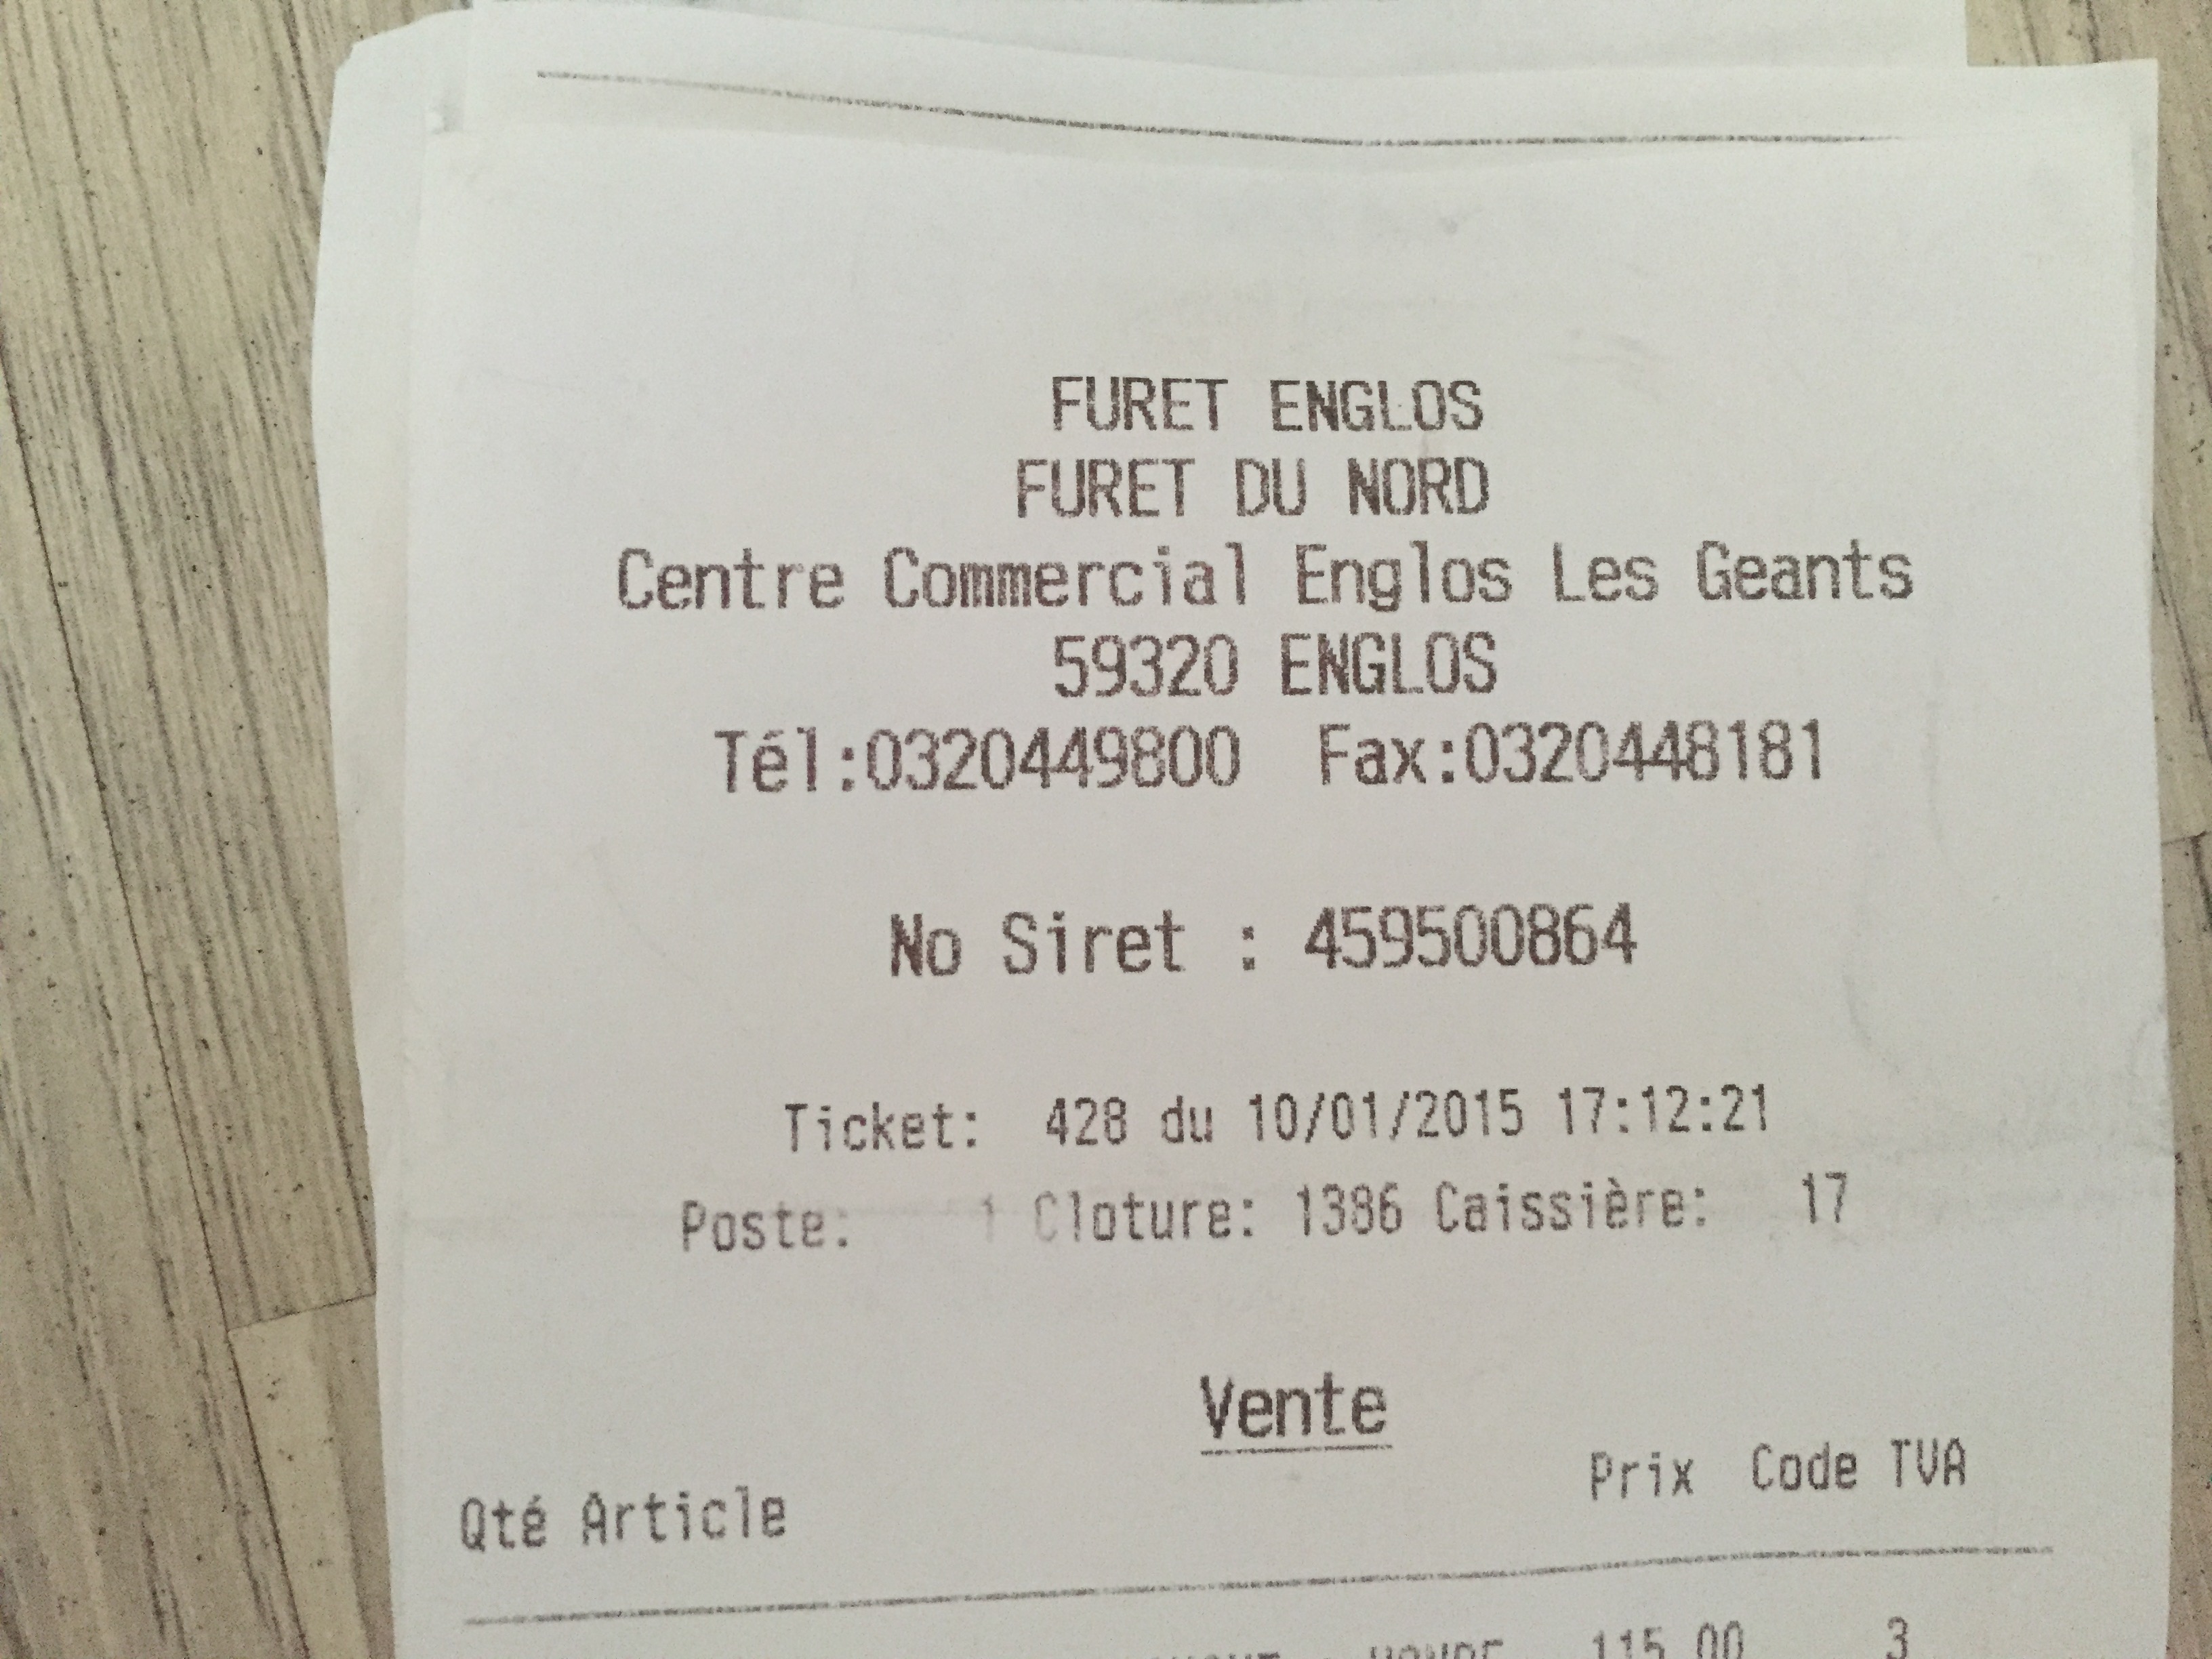 FURET ENGLOS
FURET DU NORD
Centre Commercial Englos Les Geants
59320 ENGLOS
Tél:0320449800 Fax:0320448181
No Siret : 459500864
Ticket: 428 du 10/01/2015 17:12:21
Poste: 1 Cloture: 1386 Caissière: 17
Vente
Qté Article Prix Code TVA
115.00 3